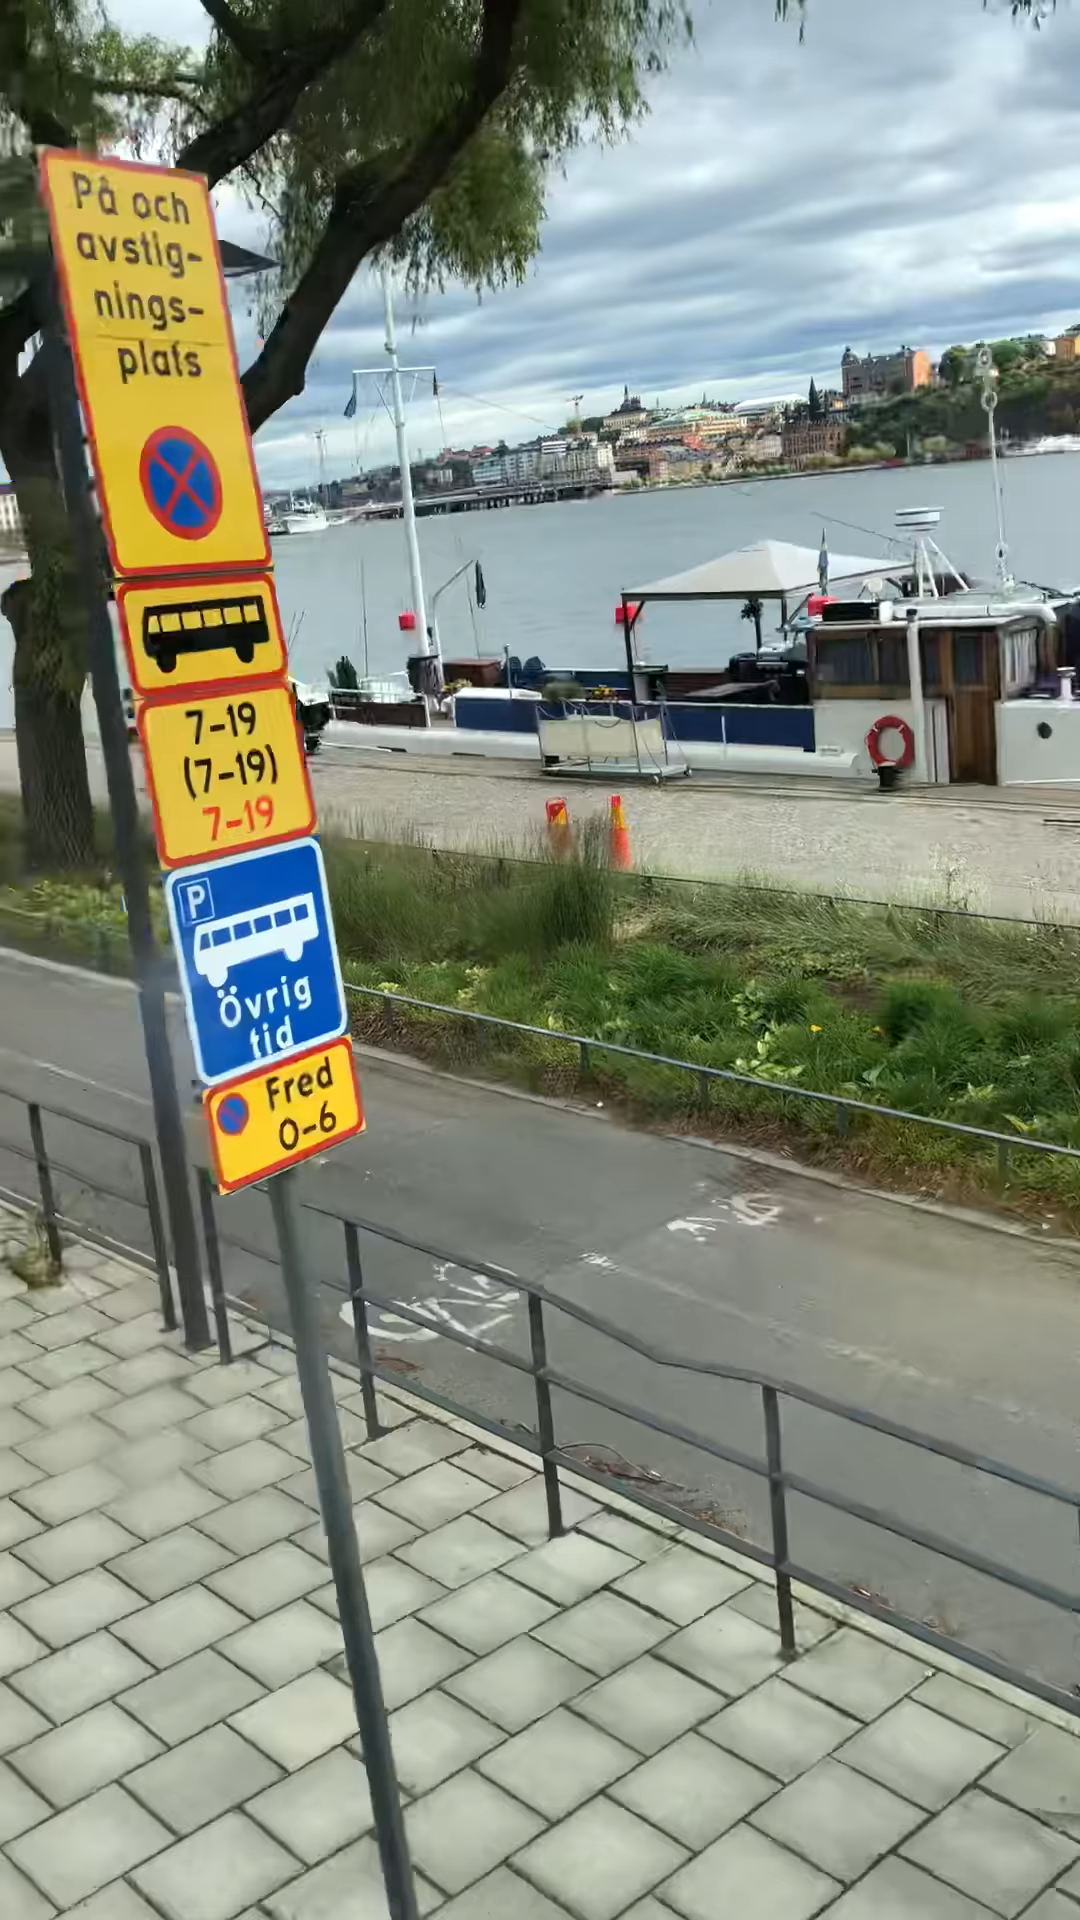 På och
avstig-
nings-
plats
7-19
(7-19)
7-19
P
Övrig
tid
Fred
0-6